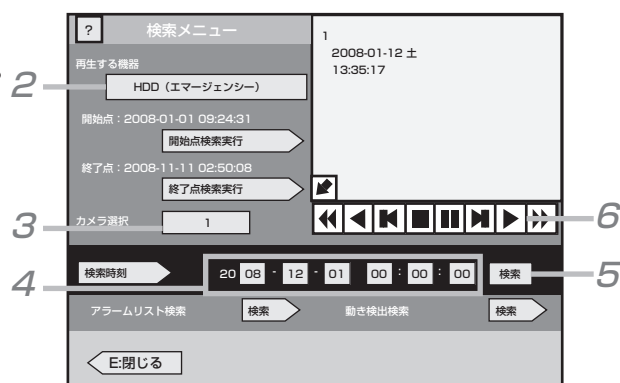 ? 検索メニュー
再生する機器
2 HDD（エマージェンシー）
開始点：2008-01-01 09:24:31
開始点検索実行
終了点：2008-11-11 02:50:08
終了点検索実行
3 カメラ選択 1
1
2008-01-12 土
13:35:17
6
4 検索時刻 20 08 - 12 - 01 00 : 00 : 00 検索 5
アラームリスト検索 検索 動き検出検索 検索
E:閉じる